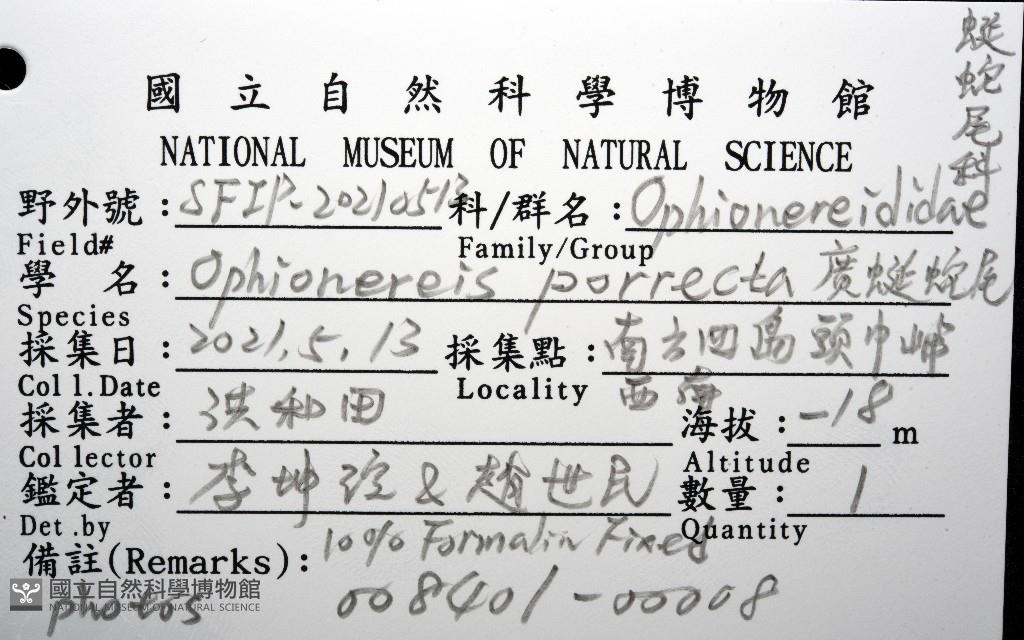 蜓蛇尾科
國立自然科學博物館
NATIONAL MUSEUM OF NATURAL SCIENCE
野外號：SFIP-20210513 科/群名：Ophionereididae
Field# Family/Group
學名：Ophionereis porrecta 廣蜓蛇尾
Species
採集日：2021.5.13 採集點：南方四島頭巾嶼
Coll.Date Locality 西南
採集者：洪和田 海拔：-18 m
Collector Altitude
鑑定者：李坤瑄 & 趙世民 數量：1
Det.by Quantity
10% Formalin Fixed
備註(Remarks)：
photos 008401-00008
國立自然科學博物館
NATIONAL MUSEUM OF NATURAL SCIENCE